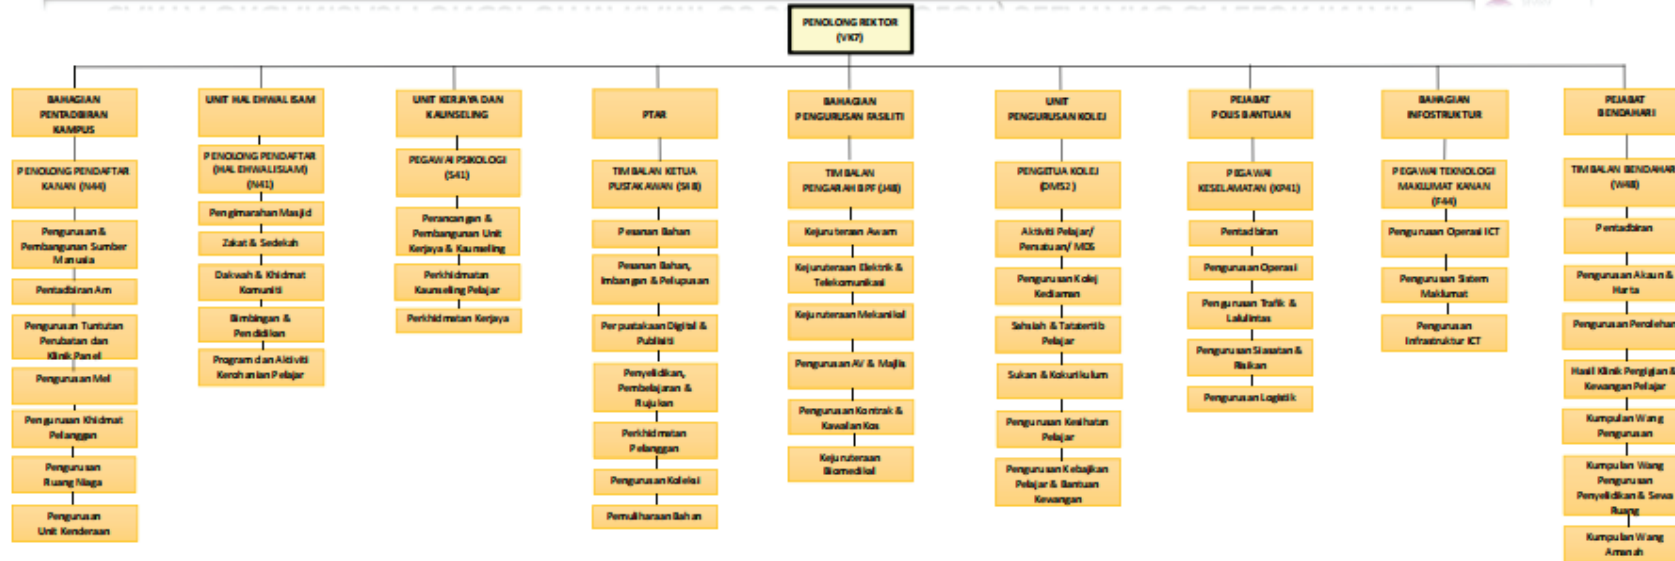 PENOLONG REKTOR
(VK7)
BAHAGIAN
PENTADBIRAN
KAMPUS
PENOLONG PENDAFTAR
KANAN (N44)
Pengurusan &
Pembangunan Sumber
Manusia
Pentadbiran Am
Pengurusan Tuntutan
Perubatan dan
Klinik Panel
Pengurusan Mel
Pengurusan Khidmat
Pelanggan
Pengurusan
Ruang Niaga
Pengurusan
Unit Kenderaan
UNIT HAL EHWAL ISAM
PENOLONG PENDAFTAR
(HAL EHWAL ISLAM)
(N41)
Pengimarahan Masjid
Zakat & Sedekah
Dakwah & Khidmat
Komuniti
Bimbingan &
Pendidikan
Program dan Aktiviti
Kerohanian Pelajar
UNIT KERJAYA DAN
KAUNSELING
PEGAWAI PSIKOLOGI
(S41)
Perancangan &
Pembangunan Unit
Kerjaya & Kaunseling
Perkhidmatan
Kaunseling Pelajar
Perkhidmatan Kerjaya
PTAR
TIMBALAN KETUA
PUSTAKAWAN (S48)
Pesanan Bahan
Pesanan Bahan,
Imbangan & Pelupusan
Perpustakaan Digital &
Publisiti
Penyelidikan,
Pembelajaran &
Rujukan
Perkhidmatan
Pelanggan
Pengurusan Koleksi
Pemuliharaan Bahan
BAHAGIAN
PENGURUSAN FASILITI
TIMBALAN
PENGARAH BPF (J48)
Kejuruteraan Awam
Kejuruteraan Elektrik &
Telekomunikasi
Kejuruteraan Mekanikal
Pengurusan AV & Majlis
Pengurusan Kontrak &
Kawalan Kos
Kejuruteraan
Biomedikal
UNIT
PENGURUSAN KOLEJ
PENGETUA KOLEJ
(DM52)
Aktiviti Pelajar/
Persatuan/ MDS
Pengurusan Kolej
Kediaman
Sahsiah & Tatatertib
Pelajar
Sukan & Kokurikulum
Pengurusan Kesihatan
Pelajar
Pengurusan Kebajikan
Pelajar & Bantuan
Kewangan
PEJABAT
POLIS BANTUAN
PEGAWAI
KESELAMATAN (KP41)
Pentadbiran
Pengurusan Operasi
Pengurusan Trafik &
Lalulintas
Pengurusan Siasatan &
Risikan
Pengurusan Logistik
BAHAGIAN
INFOSTRUKTUR
PEGAWAI TEKNOLOGI
MAKLUMAT KANAN
(F44)
Pengurusan Operasi ICT
Pengurusan Sistem
Maklumat
Pengurusan
Infrastruktur ICT
PEJABAT
BENDAHARI
TIMBALAN BENDAHARI
(W48)
Pentadbiran
Pengurusan Akaun &
Harta
Pengurusan Perolehan
Hasil Klinik Pergigian &
Kewangan Pelajar
Kumpulan Wang
Pengurusan
Kumpulan Wang
Pengurusan
Penyelidikan & Sewa
Ruang
Kumpulan Wang
Amanah